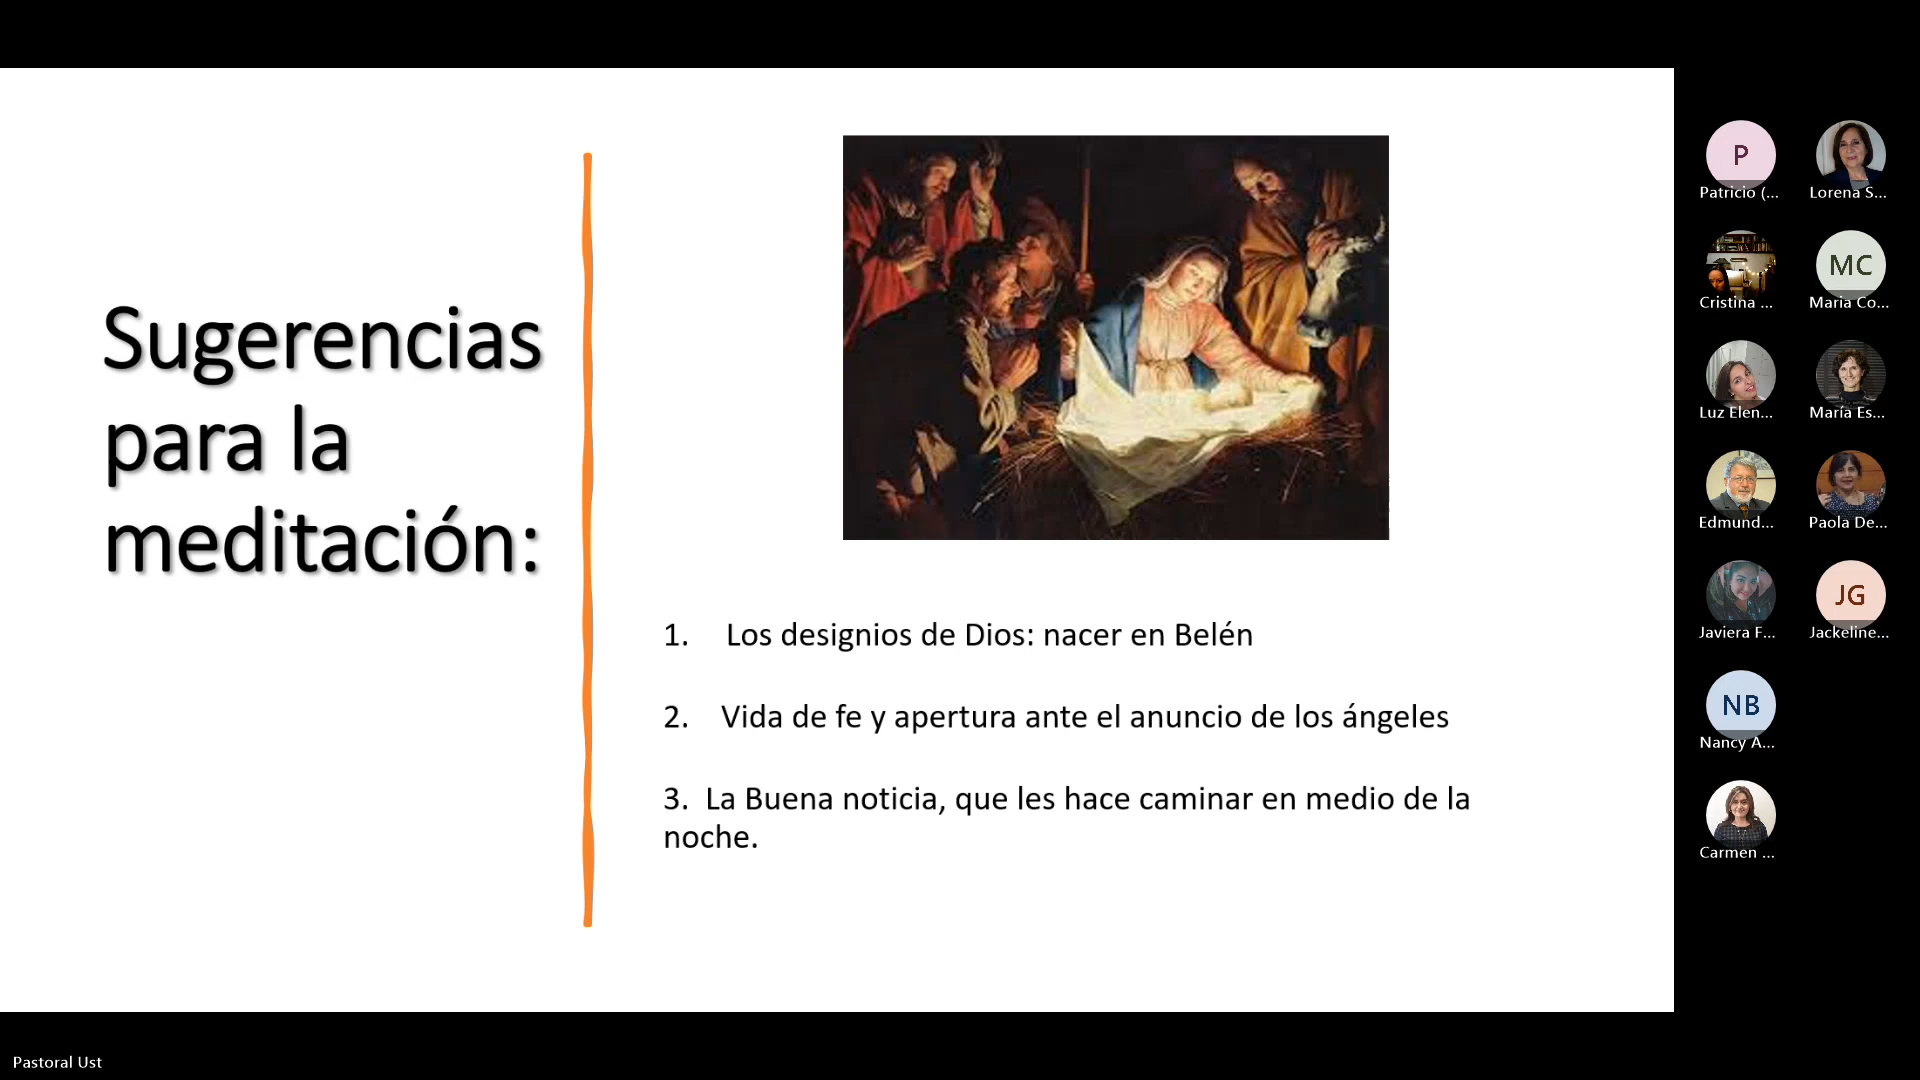 Sugerencias
para la
meditación:
1. Los designios de Dios: nacer en Belén
2. Vida de fe y apertura ante el anuncio de los ángeles
3. La Buena noticia, que les hace caminar en medio de la
noche.
P
Patricio (...
Lorena S...
Cristina ...
MC
Maria Co...
Luz Elen...
María Es...
Edmund...
Paola De...
Javiera F...
JG
Jackeline...
NB
Nancy A...
Carmen ...
Pastoral Ust